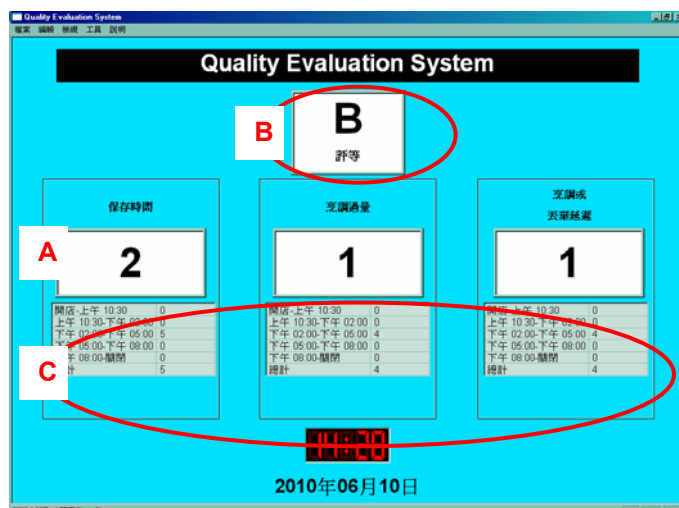 Quality Evaluation System
檔案 編輯 檢視 工具 說明
Quality Evaluation System
B
B
評等
保存時間
烹調過量
烹調或
丟棄延遲
A
2
1
1
開店-上午 10:30 0
上午 10:30-下午 02:00 0
下午 02:00-下午 05:00 5
下午 05:00-下午 08:00 0
下午 08:00-關閉 0
總計 5
開店-上午 10:30 0
上午 10:30-下午 02:00 0
下午 02:00-下午 05:00 4
下午 05:00-下午 08:00 0
下午 08:00-關閉 0
總計 4
開店-上午 10:30 0
上午 10:30-下午 02:00 0
下午 02:00-下午 05:00 4
下午 05:00-下午 08:00 0
下午 08:00-關閉 0
總計 4
C
2010年06月10日